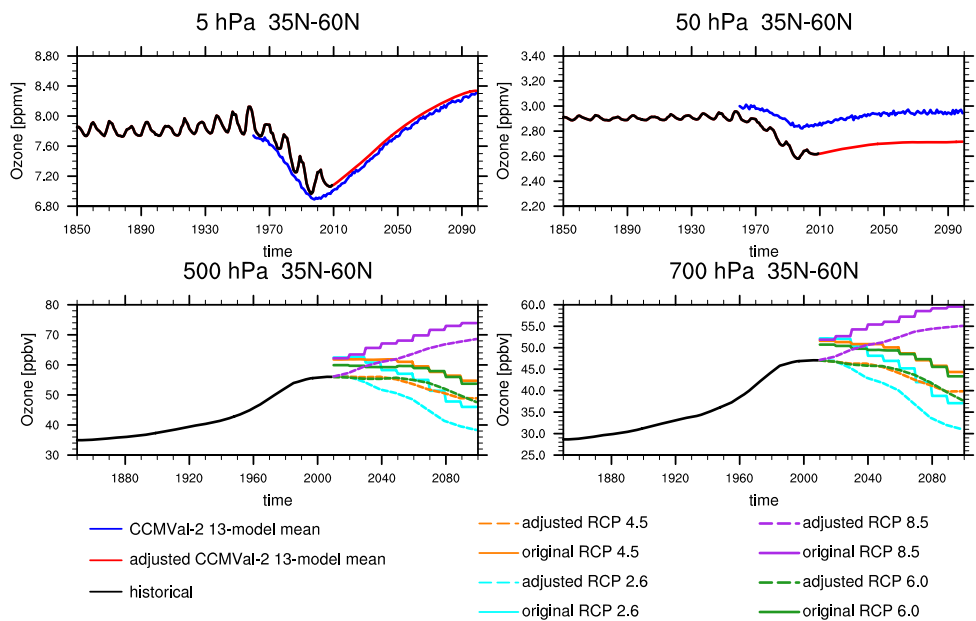 5 hPa 35N-60N
50 hPa 35N-60N
Ozone [ppmv]
8.80
8.40
8.00
7.60
7.20
6.80
1850 1890 1930 1970 2010 2050 2090
time
Ozone [ppmv]
3.40
3.20
3.00
2.80
2.60
2.40
2.20
1850 1890 1930 1970 2010 2050 2090
time
500 hPa 35N-60N
700 hPa 35N-60N
Ozone [ppbv]
80
70
60
50
40
30
1880 1920 1960 2000 2040 2080
time
Ozone [ppbv]
60.0
55.0
50.0
45.0
40.0
35.0
30.0
25.0
1880 1920 1960 2000 2040 2080
time
CCMVal-2 13-model mean
adjusted CCMVal-2 13-model mean
historical
adjusted RCP 4.5
original RCP 4.5
adjusted RCP 2.6
original RCP 2.6
adjusted RCP 8.5
original RCP 8.5
adjusted RCP 6.0
original RCP 6.0